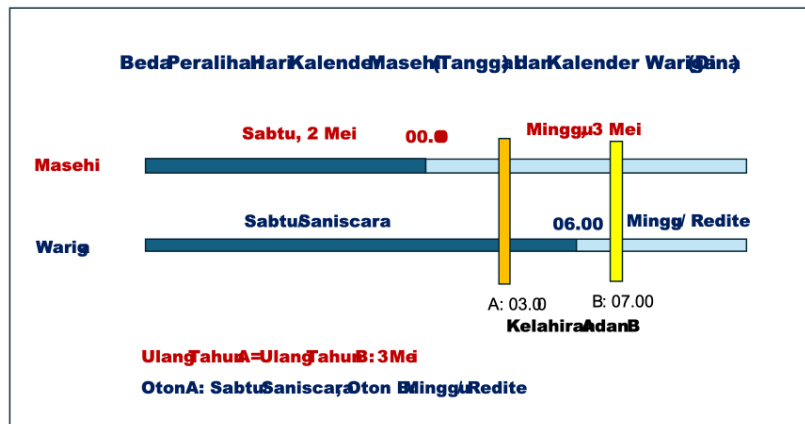 Beda Peralihan Hari Kalender Masehi (Tanggal) dan Kalender Wariga (Dina)
Sabtu, 2 Mei
00.00
Minggu, 3 Mei
Masehi
Sabtu/Saniscara
06.00
Minggu/ Redite
Wariga
A: 03.00
B: 07.00
Kelahiran A dan B
Ulang Tahun A = Ulang Tahun B: 3 Mei
Oton A: Sabtu Saniscara, Oton B: Minggu/Redite